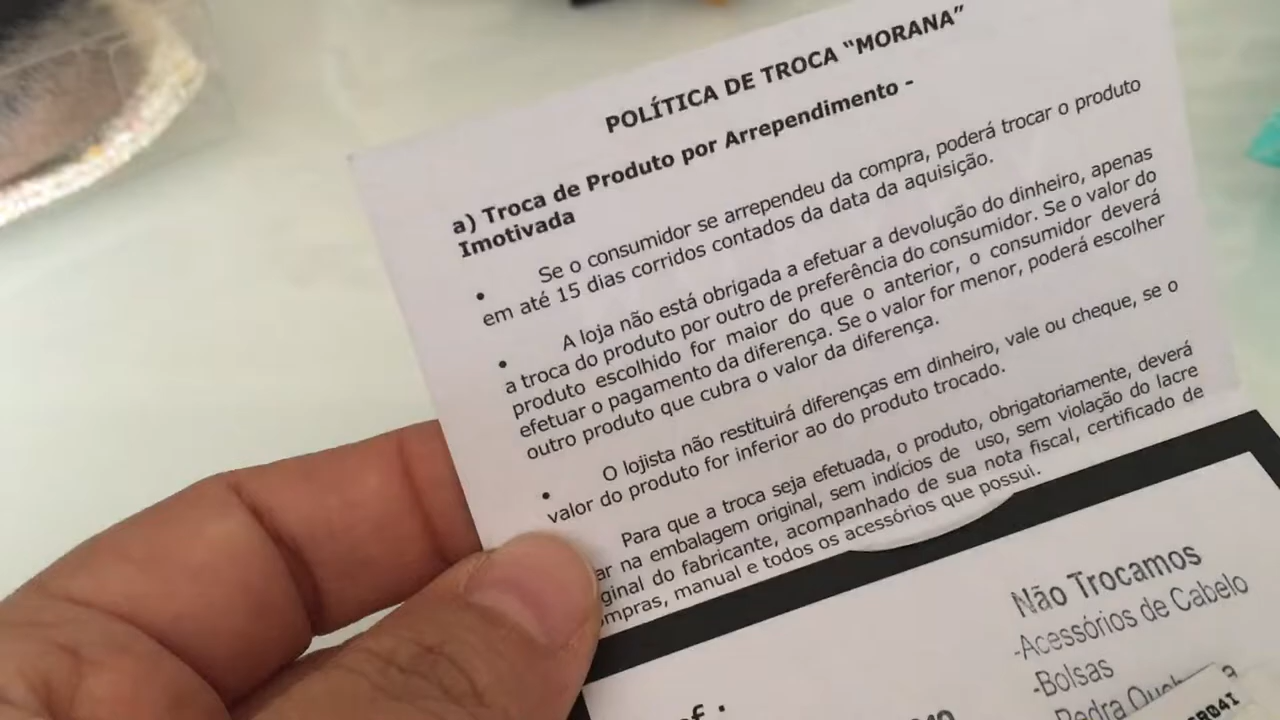 POLÍTICA DE TROCA “MORANA”
a) Troca de Produto por Arrependimento -
Imotivada
• Se o consumidor se arrependeu da compra, poderá trocar o produto
em até 15 dias corridos contados da data da aquisição.
• A loja não está obrigada a efetuar a devolução do dinheiro, apenas
a troca do produto por outro de preferência do consumidor. Se o valor do
produto escolhido for maior do que o anterior, o consumidor deverá
efetuar o pagamento da diferença. Se o valor for menor, poderá escolher
outro produto que cubra o valor da diferença.
• O lojista não restituirá diferenças em dinheiro, vale ou cheque, se o
valor do produto for inferior ao do produto trocado.
Para que a troca seja efetuada, o produto, obrigatoriamente, deverá
ar na embalagem original, sem indícios de uso, sem violação do lacre
ginal do fabricante, acompanhado de sua nota fiscal, certificado de
mpras, manual e todos os acessórios que possui.
Não Trocamos
-Acessórios de Cabelo
-Bolsas
Pedra